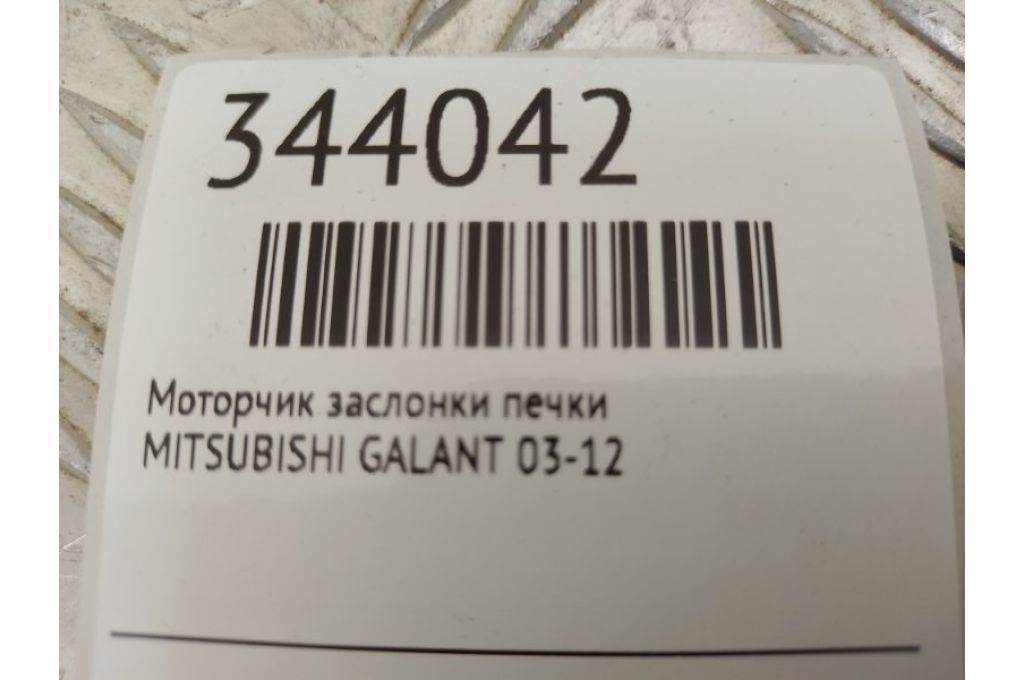 344042
Моторчик заслонки печки
MITSUBISHI GALANT 03-12